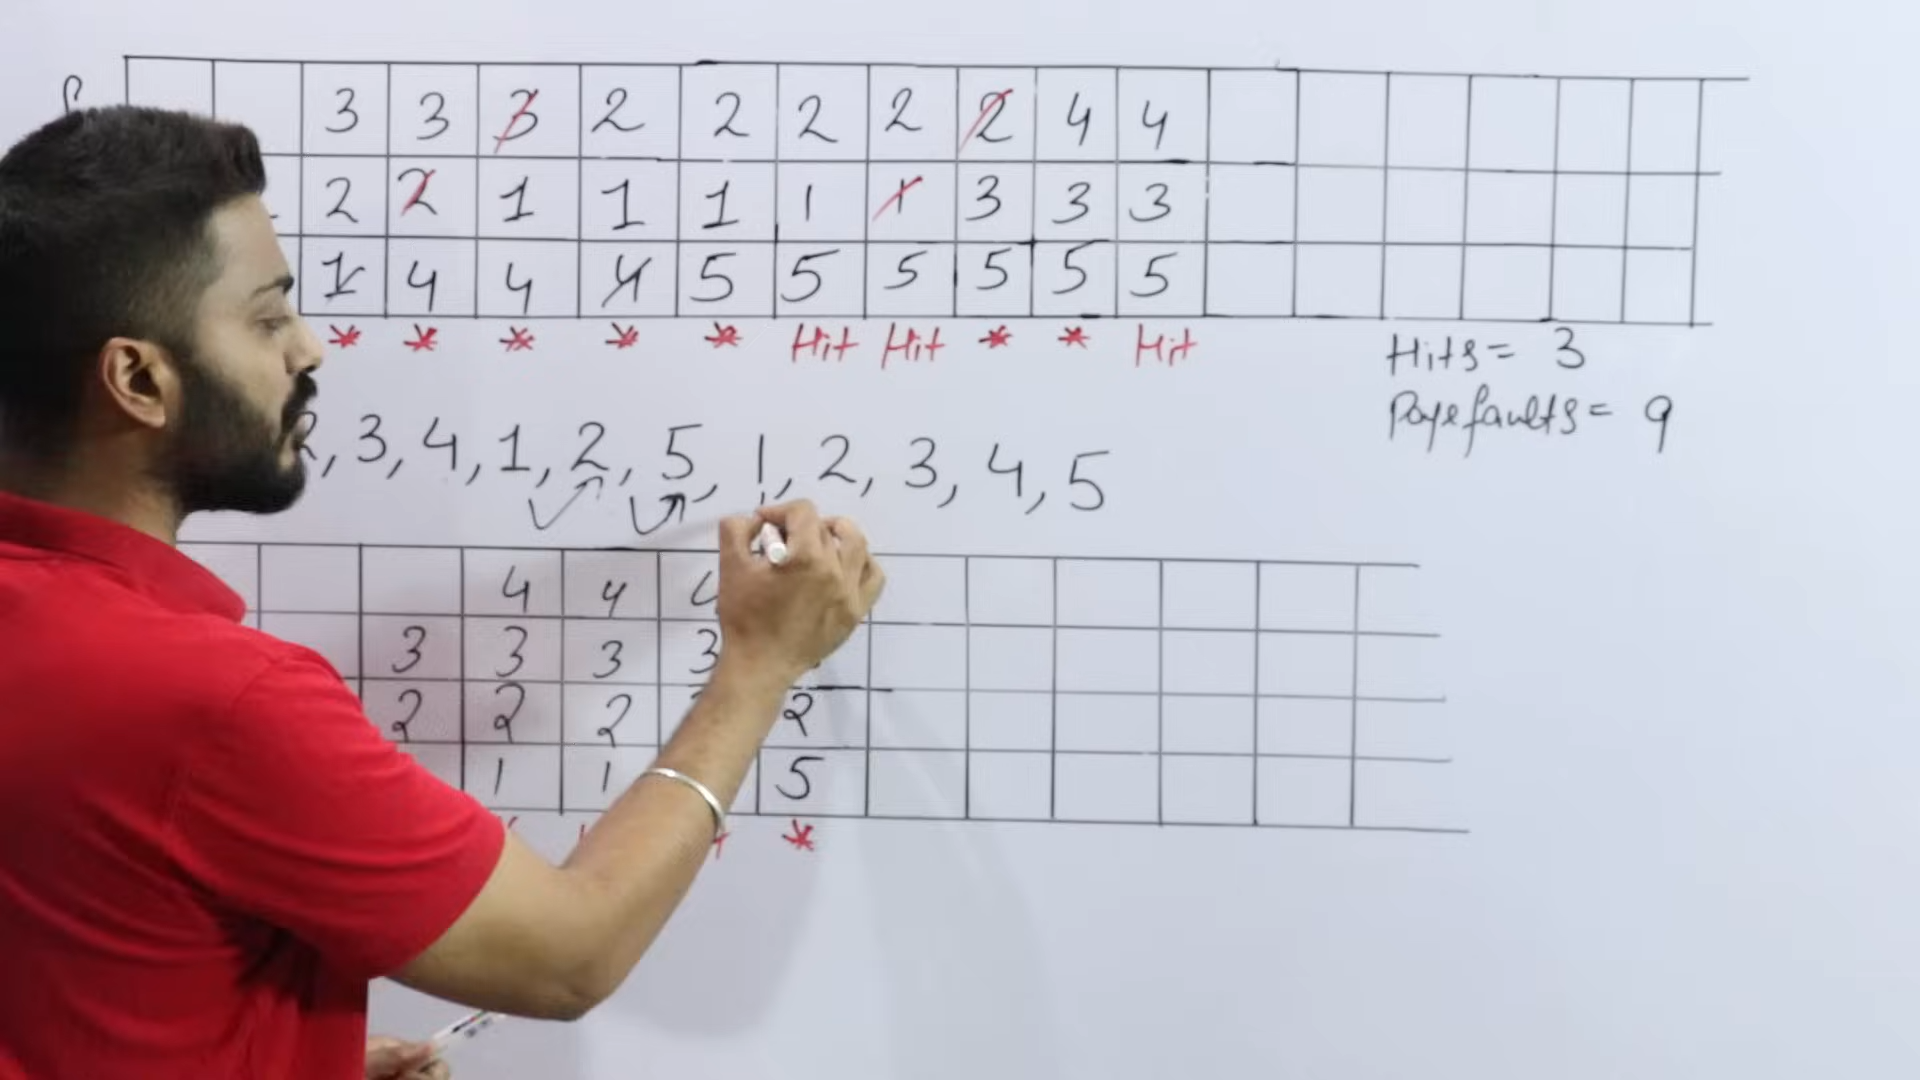 3 3 3 2 2 2 2 2 4 4
2 2 1 1 1 1 1 3 3 3
1 4 4 4 5 5 5 5 5 5
* * * * * Hit Hit * * Hit
Hits = 3
Pagefaults = 9
2, 3, 4, 1, 2, 5, 1, 2, 3, 4, 5
4 4 4
3 3 3 3
2 2 2 2
1 1 5
*